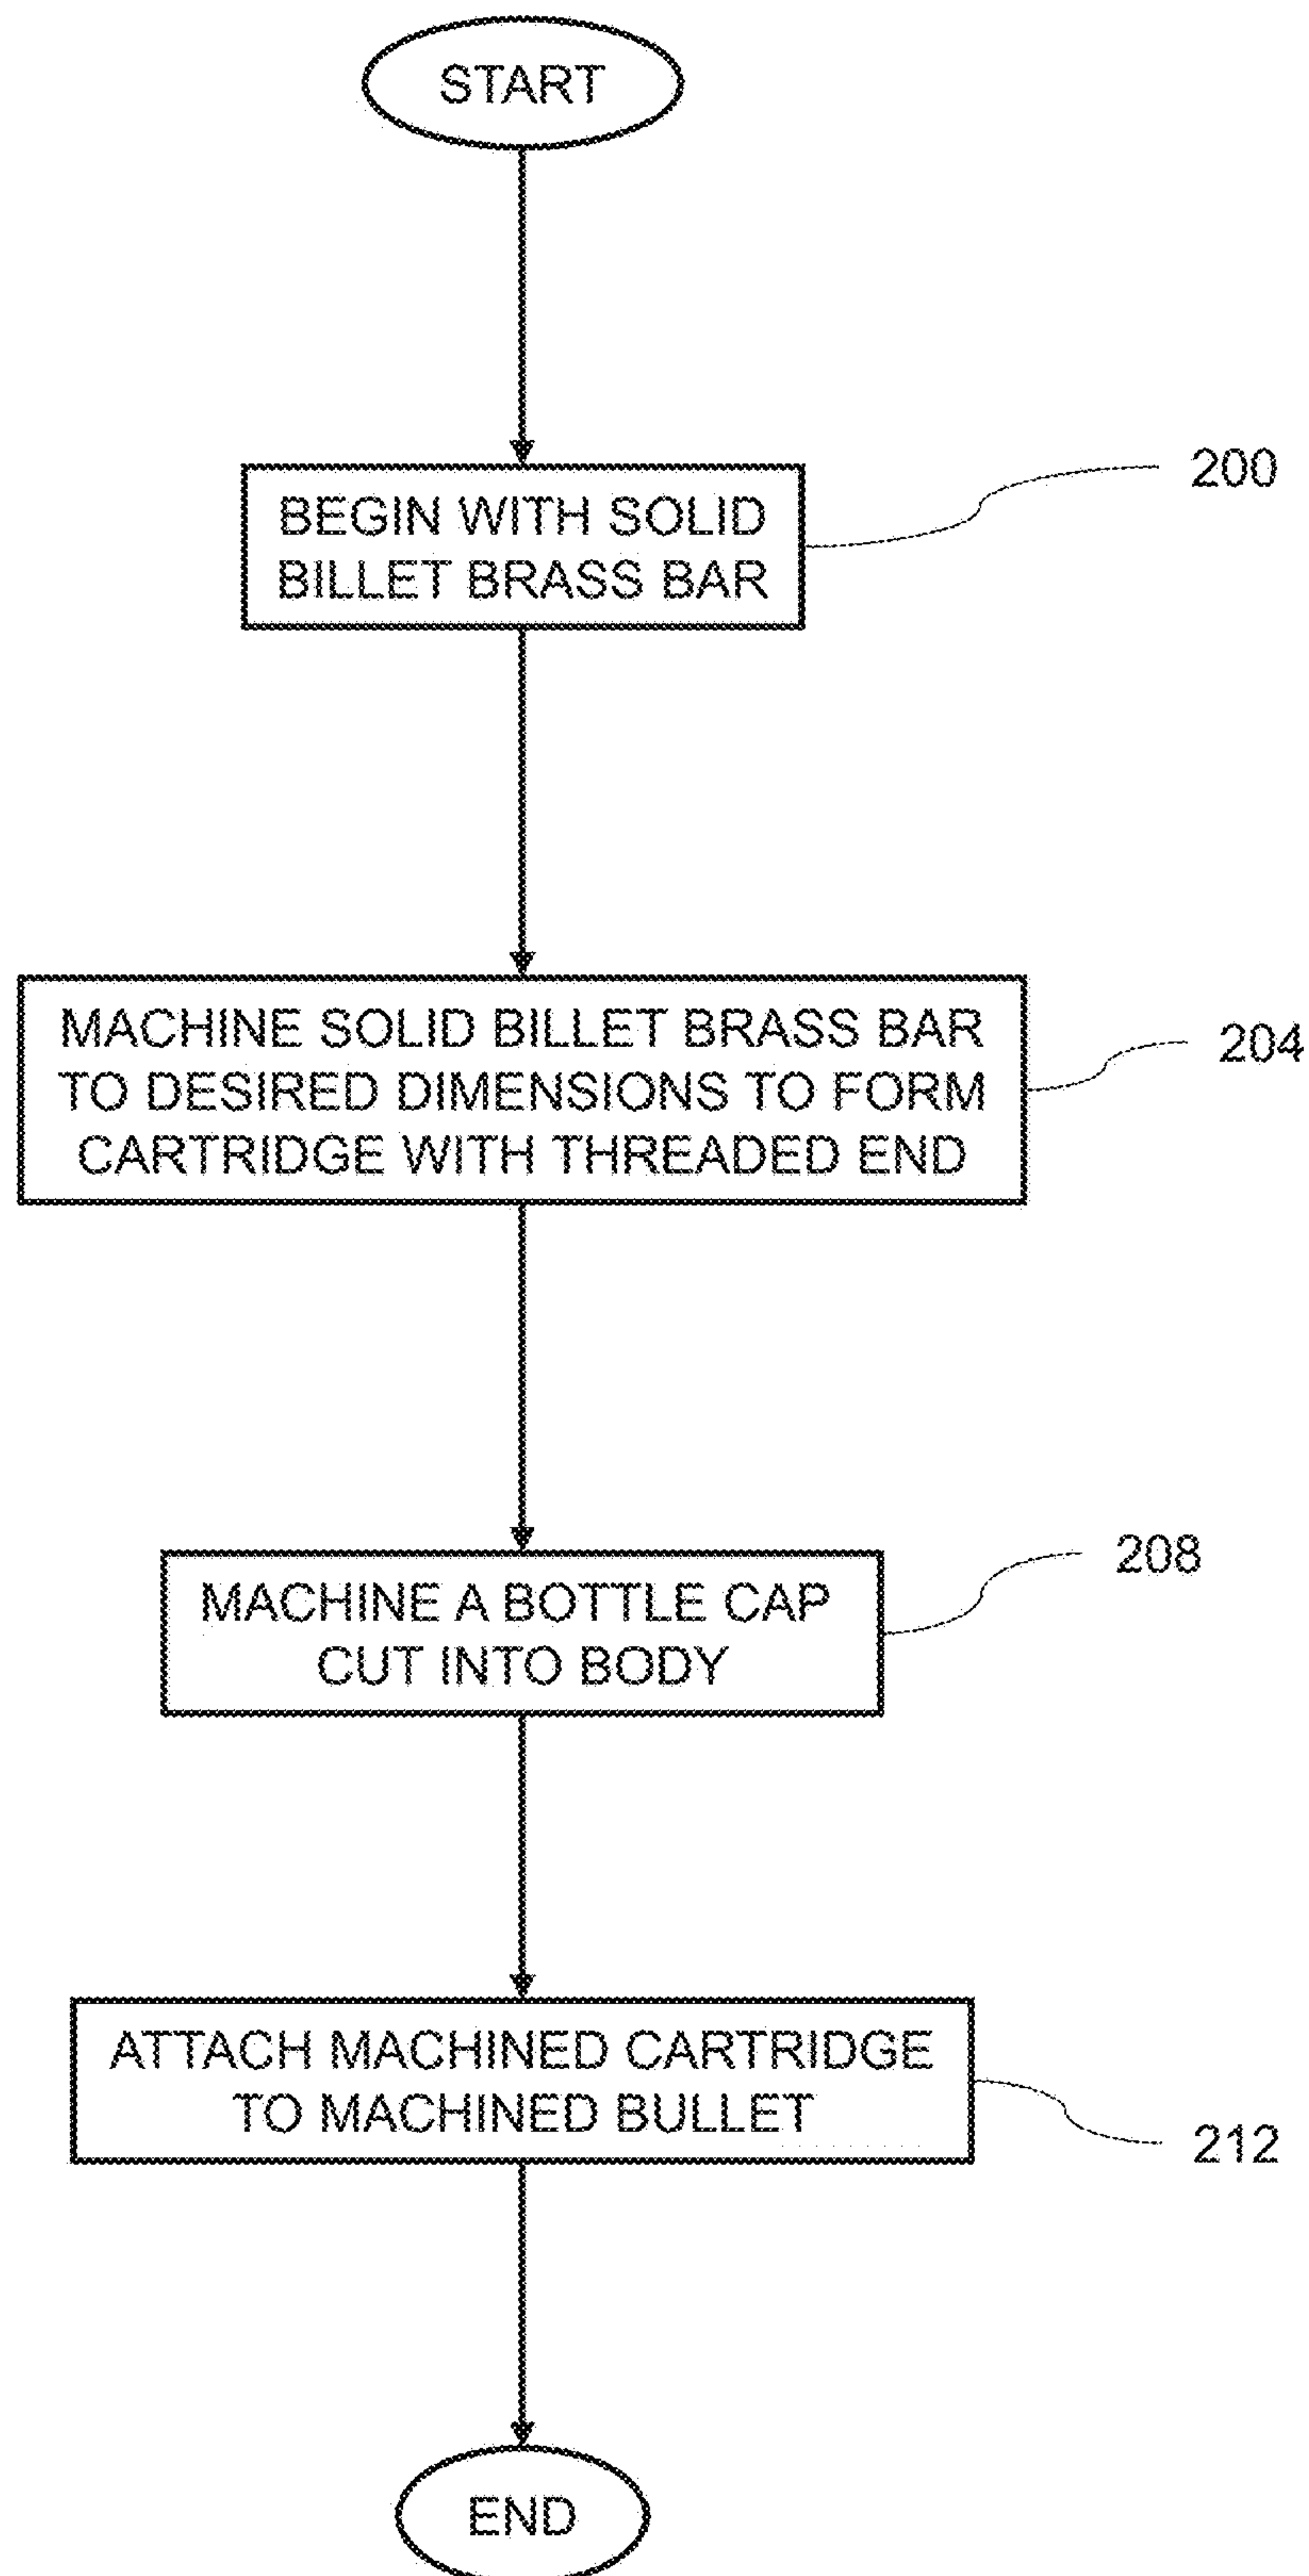 START
BEGIN WITH SOLID
BILLET BRASS BAR
200
MACHINE SOLID BILLET BRASS BAR
TO DESIRED DIMENSIONS TO FORM
CARTRIDGE WITH THREADED END
204
MACHINE A BOTTLE CAP
CUT INTO BODY
208
ATTACH MACHINED CARTRIDGE
TO MACHINED BULLET
212
END